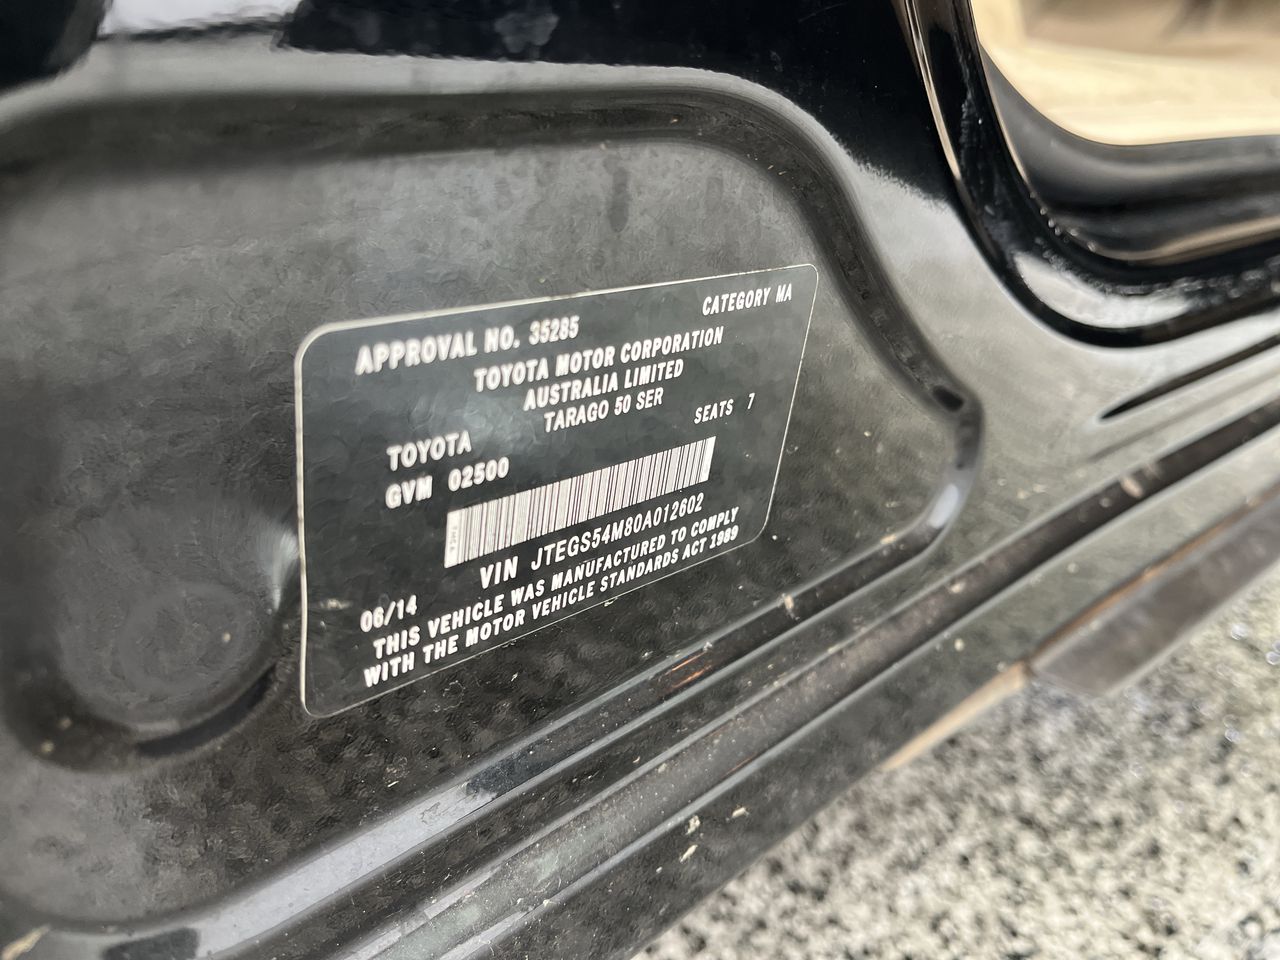 APPROVAL NO. 35285 CATEGORY MA
TOYOTA MOTOR CORPORATION
AUSTRALIA LIMITED
TARAGO 50 SER
TOYOTA SEATS 7
GVM 02500
VIN JTEGS54M80A012602
06/14
THIS VEHICLE WAS MANUFACTURED TO COMPLY
WITH THE MOTOR VEHICLE STANDARDS ACT 1989